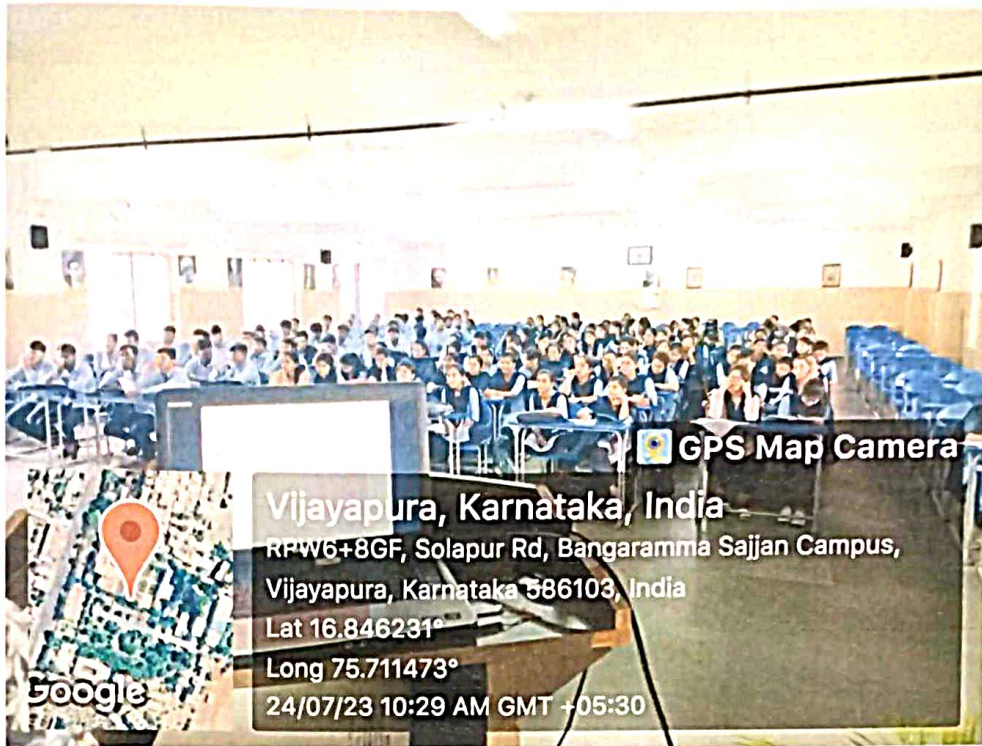 GPS Map Camera
Vijayapura, Karnataka, India
RPW6+8GF, Solapur Rd, Bangaramma Sajjan Campus,
Vijayapura, Karnataka 586103, India
Lat 16.846231°
Long 75.711473°
24/07/23 10:29 AM GMT +05:30
Google